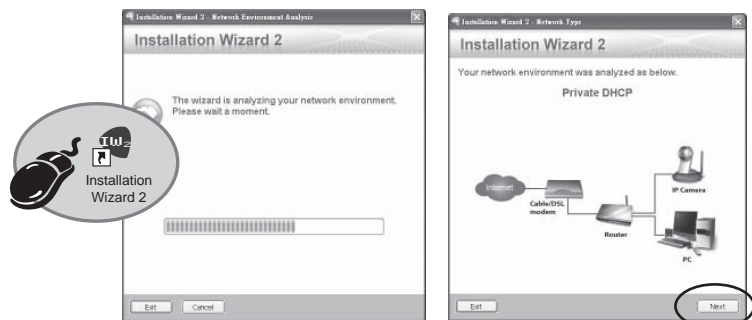 IW2
Installation
Wizard 2
Installation Wizard 2 - Network Environment Analysis
Installation Wizard 2
The wizard is analyzing your network environment.
Please wait a moment.
Exit
Cancel
Installation Wizard 2 - Network Type
Installation Wizard 2
Your network environment was analyzed as below.
Private DHCP
Internet
Cable/DSL
modem
Router
IP Camera
PC
Exit
Next